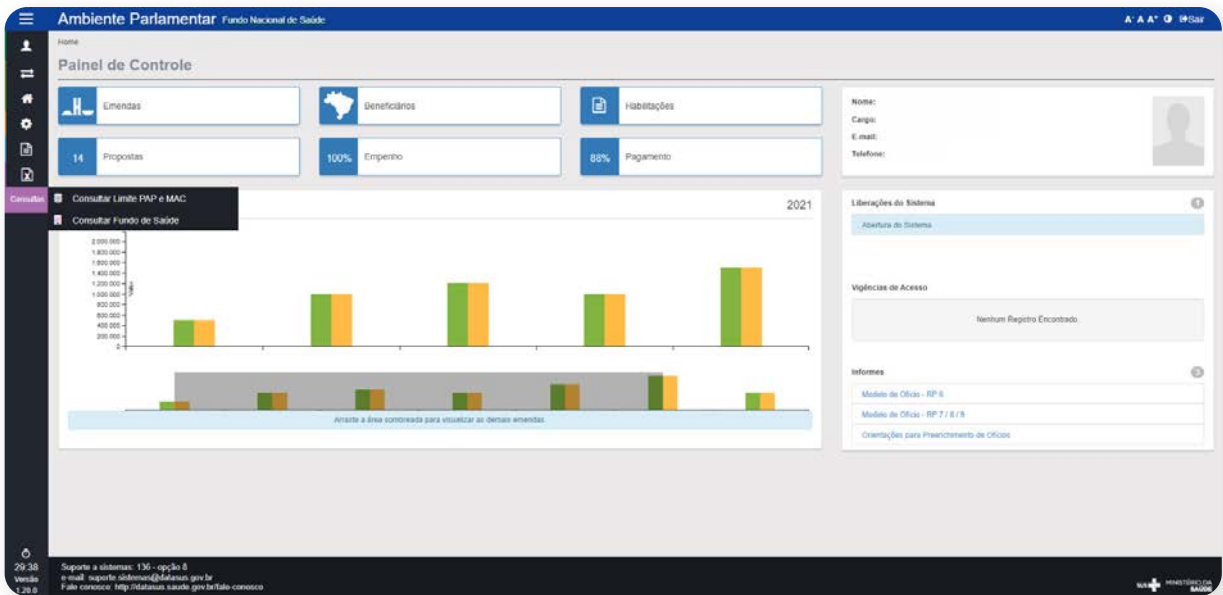 Ambiente Parlamentar Fundo Nacional de Saúde
A- A A+ Sair
Home
Painel de Controle
Emendas
Beneficiários
Habilitações
14 Propostas
100% Empenho
88% Pagamento
Nome:
Cargo:
E-mail:
Telefone:
Consultas
Consultar Limite PAP e MAC
Consultar Fundo de Saúde
2021
2.000.000
1.800.000
1.600.000
1.400.000
1.200.000
1.000.000
800.000
600.000
400.000
200.000
0
Valor
Arraste a área sombreada para visualizar as demais emendas.
Liberações do Sistema
Abertura do Sistema
Vigências de Acesso
Nenhum Registro Encontrado
Informes
Modelo de Ofício - RP 6
Modelo de Ofício - RP 7 / 8 / 9
Orientações para Preenchimento de Ofícios
29:38
Versão
1.20.0
Suporte a sistemas: 136 - opção 8
e-mail: suporte.sistemas@datasus.gov.br
Fale conosco: http://datasus.saude.gov.br/fale-conosco
SUS
MINISTÉRIO DA
SAÚDE